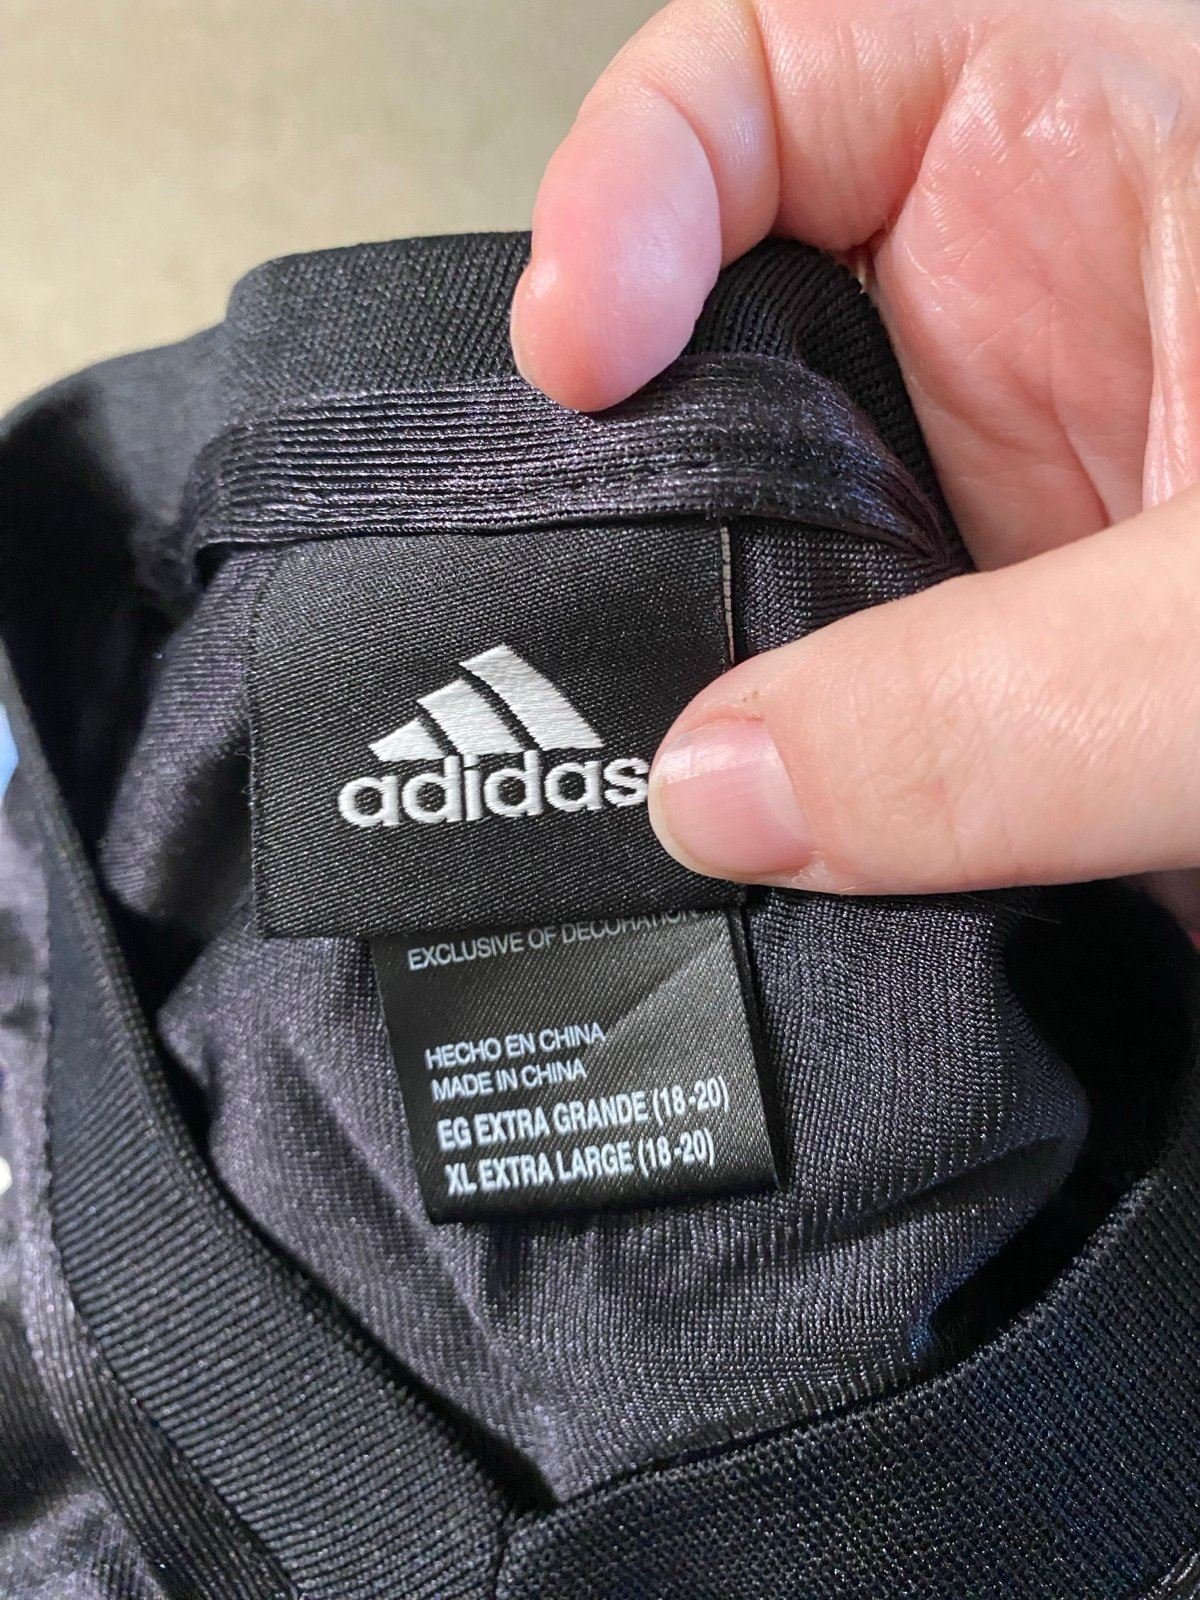 adidas
EXCLUSIVE OF DECORATION
HECHO EN CHINA
MADE IN CHINA
EG EXTRA GRANDE (18-20)
XL EXTRA LARGE (18-20)